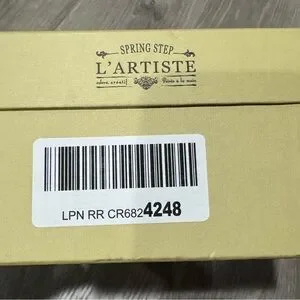 SPRING STEP
L'ARTISTE
LPN RR CR6824248